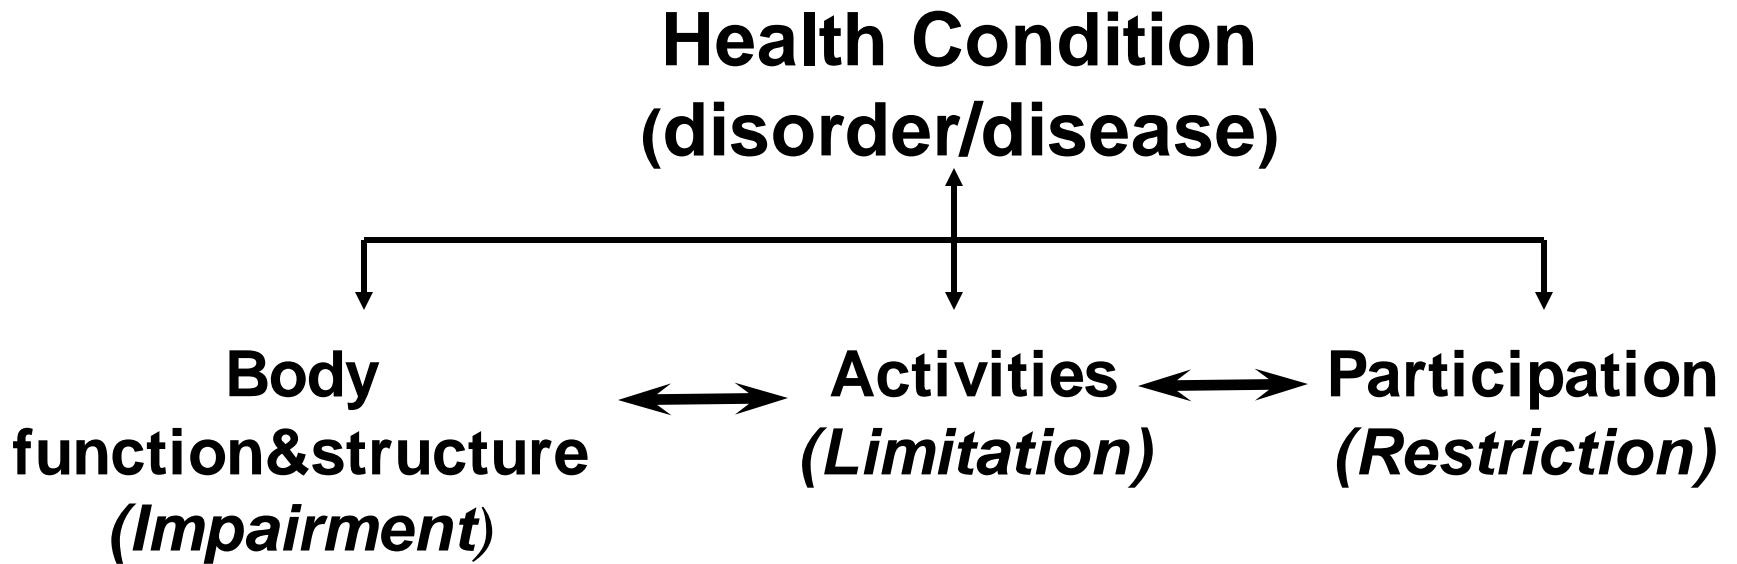 Health Condition
(disorder/disease)
Body
function&structure
(Impairment)
Activities
(Limitation)
Participation
(Restriction)